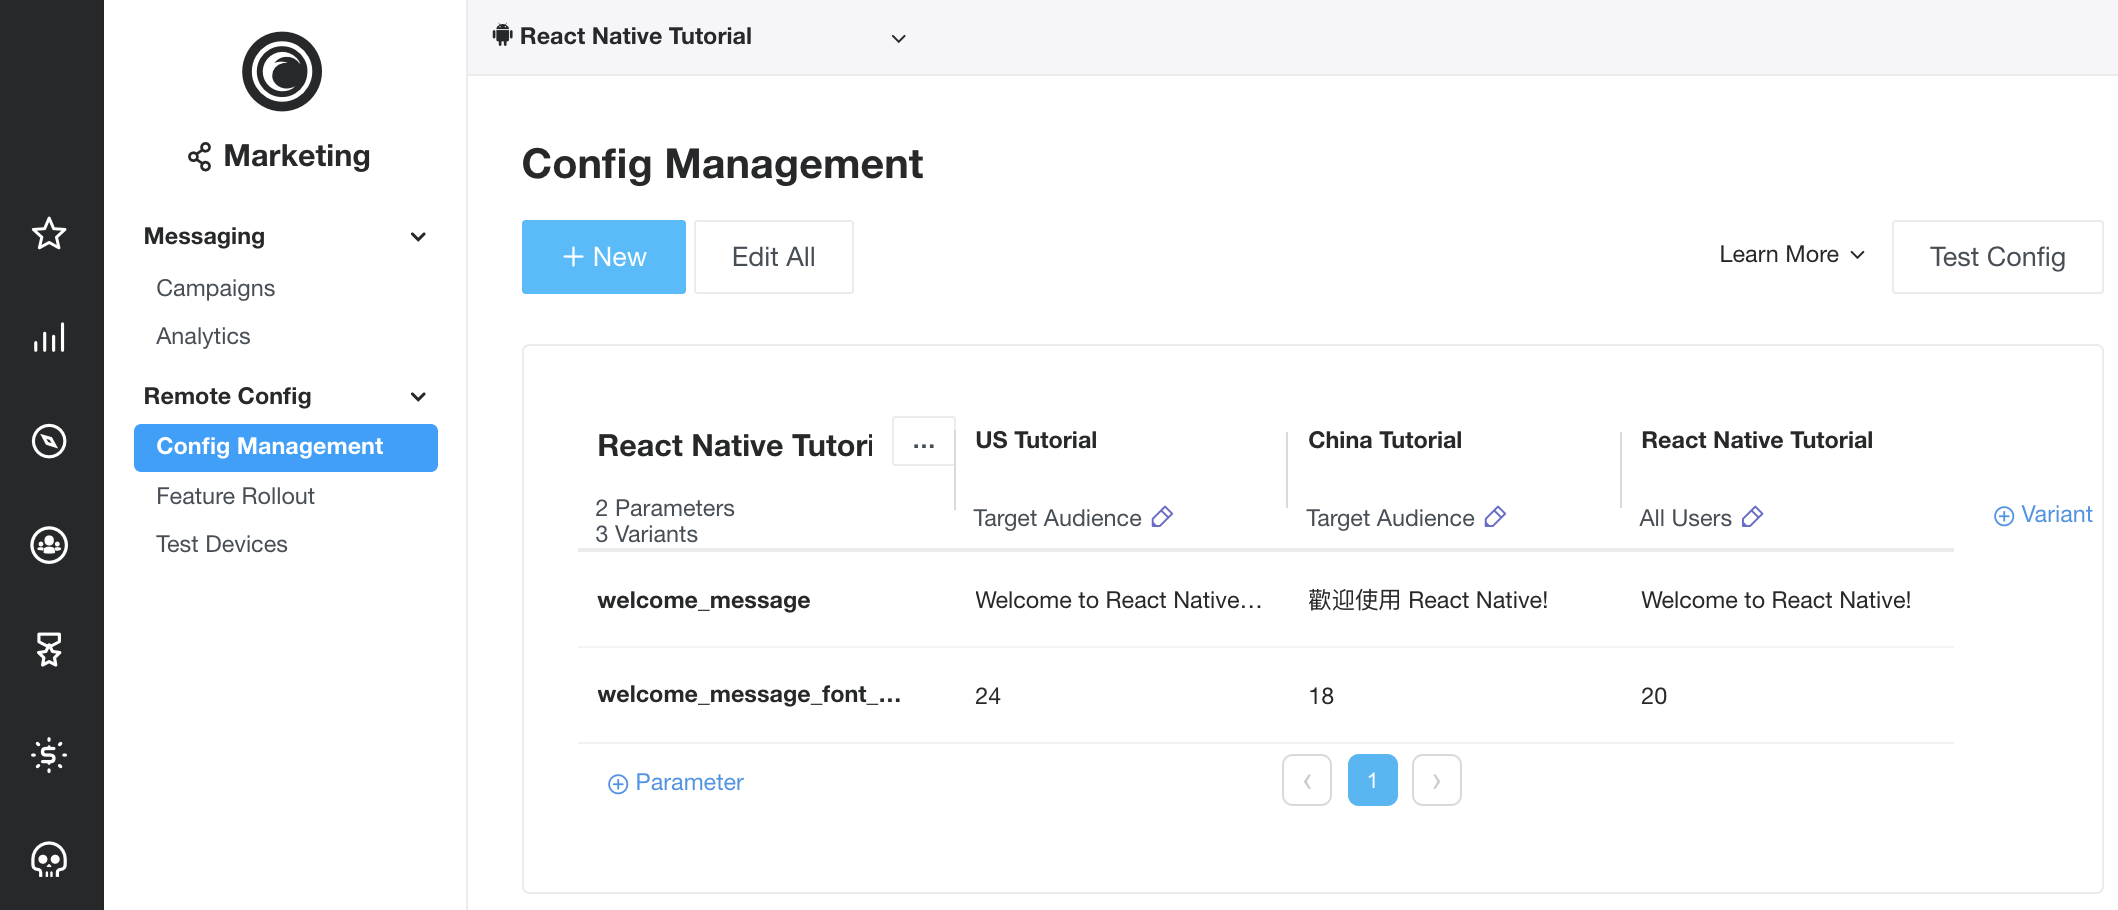 React Native Tutorial
Marketing
Messaging
Campaigns
Analytics
Remote Config
Config Management
Feature Rollout
Test Devices
Config Management
+ New
Edit All
Learn More
Test Config
React Native Tutori
...
US Tutorial
China Tutorial
React Native Tutorial
2 Parameters
3 Variants
Target Audience
Target Audience
All Users
Variant
welcome_message
Welcome to React Native...
歡迎使用 React Native!
Welcome to React Native!
welcome_message_font_...
24
18
20
Parameter
1